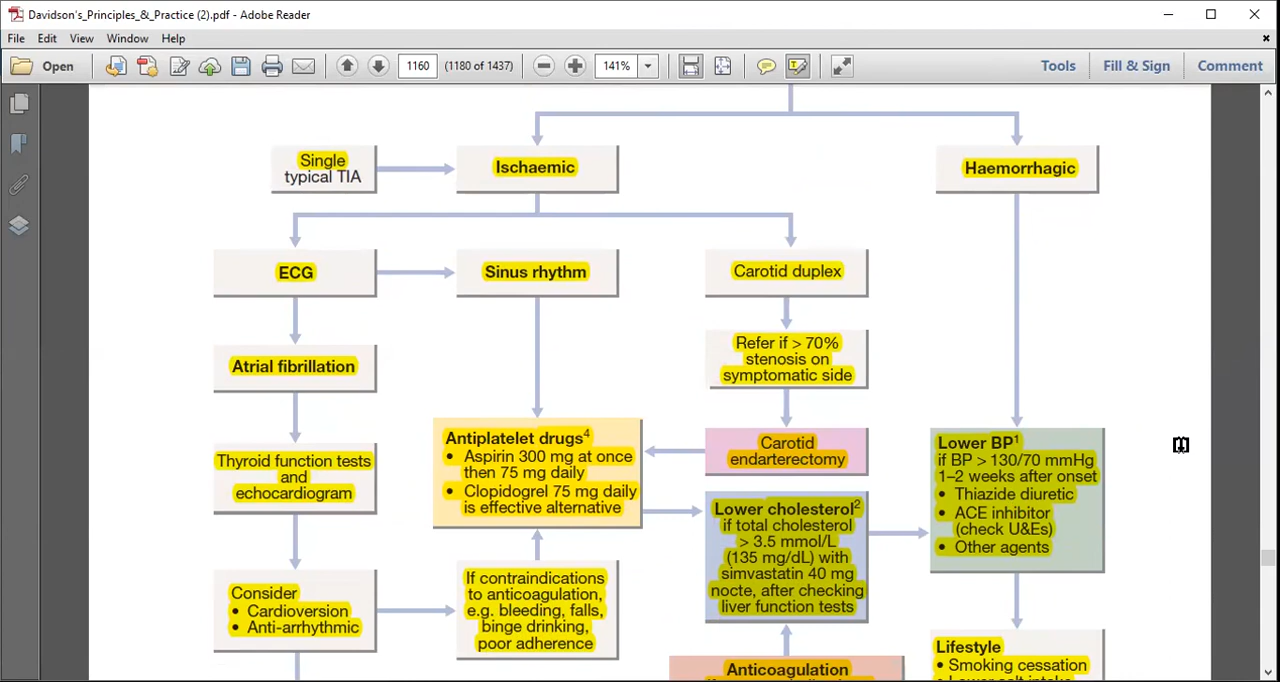 Davidson's_Principles_&_Practice (2).pdf - Adobe Reader
File Edit View Window Help
Open
1160
(1180 of 1437)
141%
Tools
Fill & Sign
Comment
Single
typical TIA
Ischaemic
Haemorrhagic
ECG
Sinus rhythm
Carotid duplex
Refer if > 70%
stenosis on
symptomatic side
Atrial fibrillation
Thyroid function tests
and
echocardiogram
Antiplatelet drugs4
• Aspirin 300 mg at once
then 75 mg daily
• Clopidogrel 75 mg daily
is effective alternative
Carotid
endarterectomy
Lower cholesterol2
if total cholesterol
> 3.5 mmol/L
(135 mg/dL) with
simvastatin 40 mg
nocte, after checking
liver function tests
Lower BP1
if BP > 130/70 mmHg
1–2 weeks after onset
• Thiazide diuretic
• ACE inhibitor
(check U&Es)
• Other agents
Consider
• Cardioversion
• Anti-arrhythmic
If contraindications
to anticoagulation,
e.g. bleeding, falls,
binge drinking,
poor adherence
Anticoagulation
Lifestyle
• Smoking cessation
• Lower salt intake